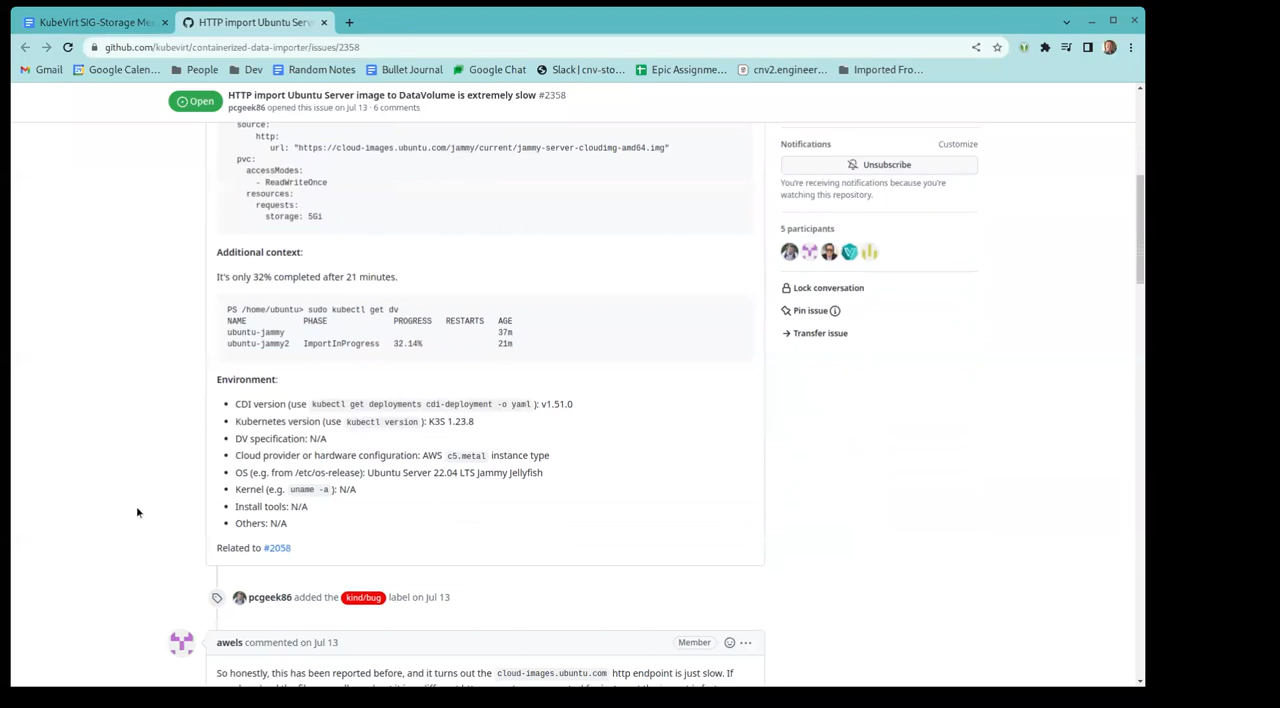 KubeVirt SIG-Storage Me
HTTP import Ubuntu Serv
github.com/kubevirt/containerized-data-importer/issues/2358
Gmail
Google Calen...
People
Dev
Random Notes
Bullet Journal
Google Chat
Slack | cnv-sto...
Epic Assignme...
cnv2.engineer...
Imported Fro...
Open
HTTP import Ubuntu Server image to DataVolume is extremely slow #2358
pcgeek86 opened this issue on Jul 13 · 6 comments
source:
http:
url: "https://cloud-images.ubuntu.com/jammy/current/jammy-server-cloudimg-amd64.img"
pvc:
accessModes:
- ReadWriteOnce
resources:
requests:
storage: 5Gi
Additional context:
It's only 32% completed after 21 minutes.
PS /home/ubuntu> sudo kubectl get dv
NAME PHASE PROGRESS RESTARTS AGE
ubuntu-jammy 37m
ubuntu-jammy2 ImportInProgress 32.14% 21m
Environment:
• CDI version (use kubectl get deployments cdi-deployment -o yaml ): v1.51.0
• Kubernetes version (use kubectl version ): K3S 1.23.8
• DV specification: N/A
• Cloud provider or hardware configuration: AWS c5.metal instance type
• OS (e.g. from /etc/os-release): Ubuntu Server 22.04 LTS Jammy Jellyfish
• Kernel (e.g. uname -a ): N/A
• Install tools: N/A
• Others: N/A
Related to #2058
pcgeek86 added the kind/bug label on Jul 13
awels commented on Jul 13
Member
So honestly, this has been reported before, and it turns out the cloud-images.ubuntu.com http endpoint is just slow. If
Notifications
Customize
Unsubscribe
You're receiving notifications because you're
watching this repository.
5 participants
Lock conversation
Pin issue
Transfer issue